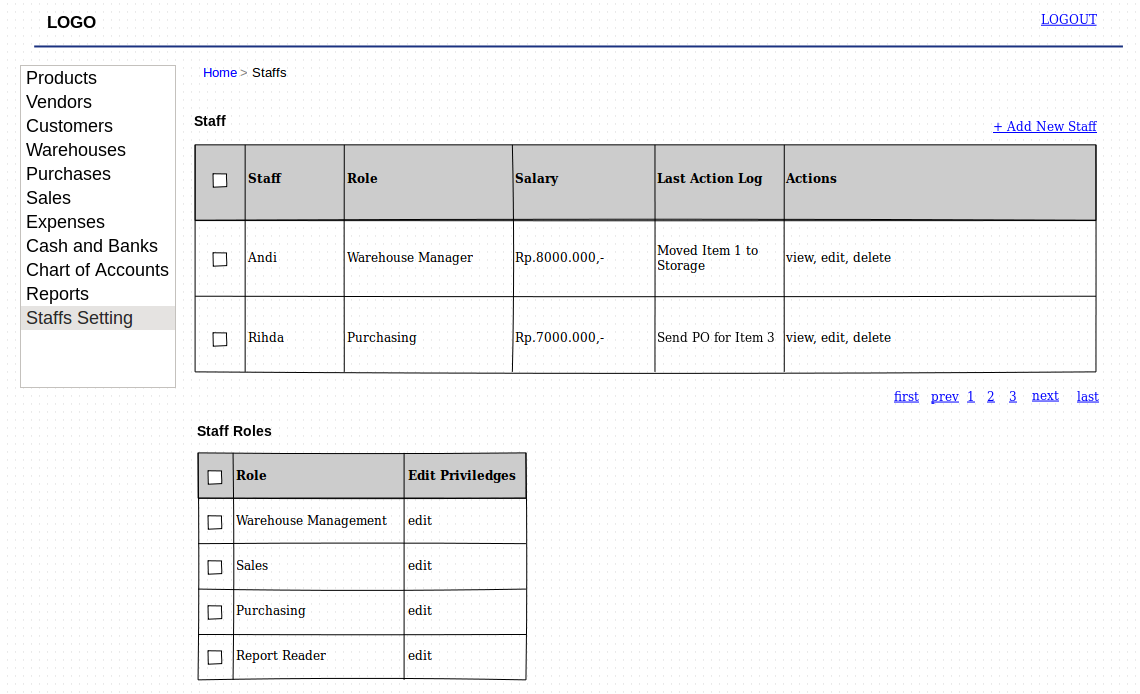 LOGO
LOGOUT
Products
Vendors
Customers
Warehouses
Purchases
Sales
Expenses
Cash and Banks
Chart of Accounts
Reports
Staffs Setting
Home > Staffs
Staff
+ Add New Staff
Staff Role Salary Last Action Log Actions
Andi Warehouse Manager Rp.8000.000,- Moved Item 1 to
Storage view, edit, delete
Rihda Purchasing Rp.7000.000,- Send PO for Item 3 view, edit, delete
first prev 1 2 3 next last
Staff Roles
Role Edit Priviledges
Warehouse Management edit
Sales edit
Purchasing edit
Report Reader edit